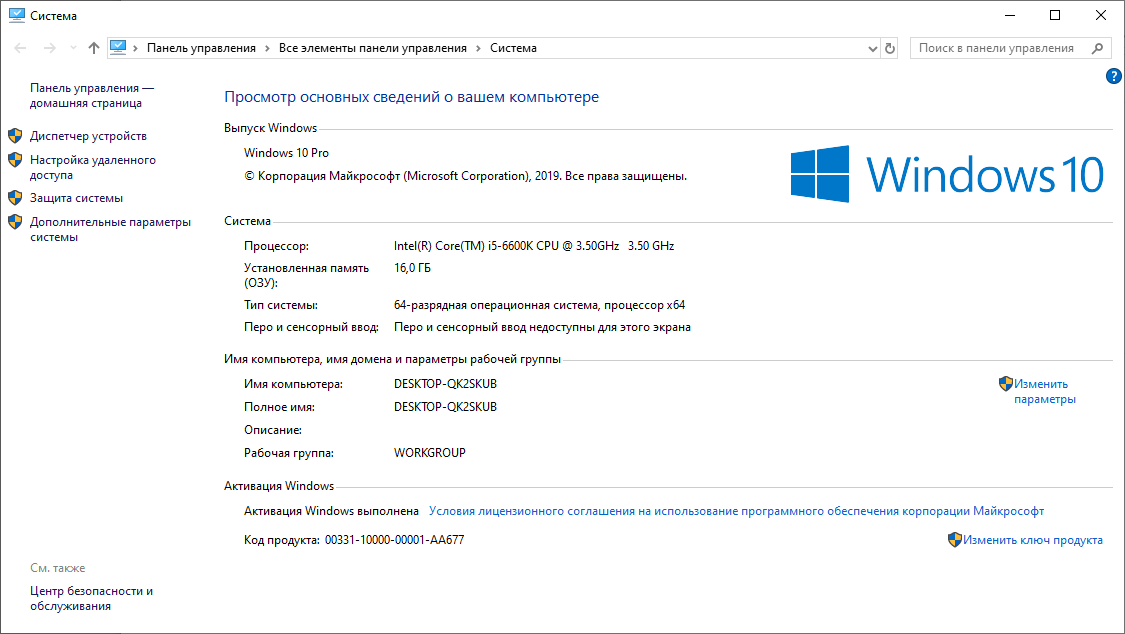 Система
Панель управления
Все элементы панели управления
Система
Поиск в панели управления
?
Панель управления —
домашняя страница
Диспетчер устройств
Настройка удаленного
доступа
Защита системы
Дополнительные параметры
системы
Просмотр основных сведений о вашем компьютере
Выпуск Windows
Windows 10 Pro
© Корпорация Майкрософт (Microsoft Corporation), 2019. Все права защищены.
Windows 10
Система
Процессор: Intel(R) Core(TM) i5-6600K CPU @ 3.50GHz 3.50 GHz
Установленная память 16,0 ГБ
(ОЗУ):
Тип системы: 64-разрядная операционная система, процессор x64
Перо и сенсорный ввод: Перо и сенсорный ввод недоступны для этого экрана
Имя компьютера, имя домена и параметры рабочей группы
Имя компьютера: DESKTOP-QK2SKUB
Изменить
параметры
Полное имя: DESKTOP-QK2SKUB
Описание:
Рабочая группа: WORKGROUP
Активация Windows
Активация Windows выполнена Условия лицензионного соглашения на использование программного обеспечения корпорации Майкрософт
Код продукта: 00331-10000-00001-AA677
Изменить ключ продукта
См. также
Центр безопасности и
обслуживания